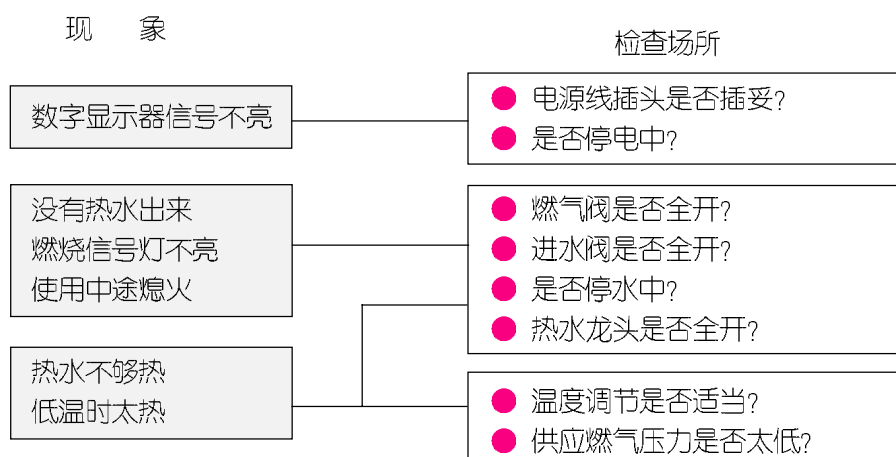 现 象
检查场所
数字显示器信号不亮
电源线插头是否插妥?
是否停电中?
没有热水出来
燃烧信号灯不亮
使用中途熄火
燃气阀是否全开?
进水阀是否全开?
是否停水中?
热水龙头是否全开?
热水不够热
低温时太热
温度调节是否适当?
供应燃气压力是否太低?